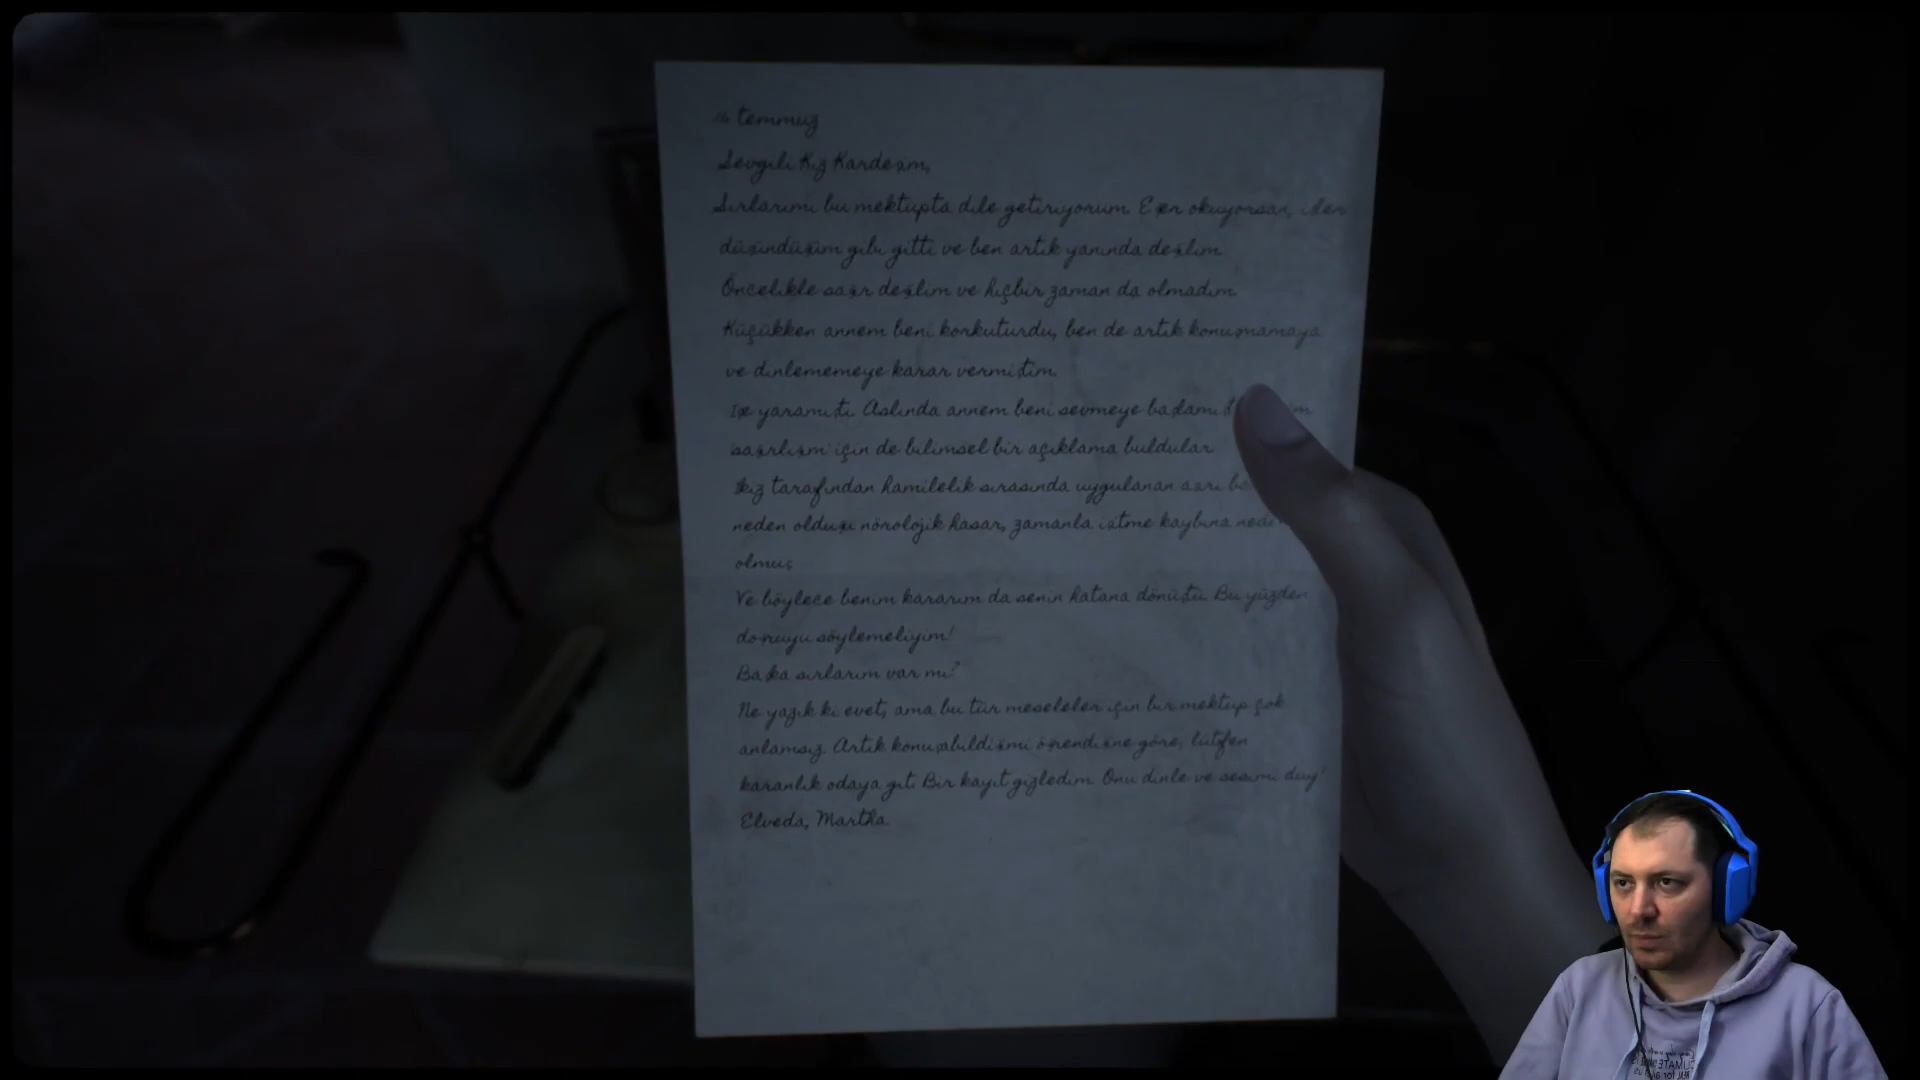 temmuz
Sevgili Kız Kardeşim,
Sırlarımı bu mektupta dile getiriyorum. Eğer okuyorsan,
düşündüğüm gibi gitti ve ben artık yanında değilim.
Öncelikle sağır değilim ve hiçbir zaman da olmadım.
Küçükken annem beni korkuturdu, ben de artık konuşmamaya
ve dinlememeye karar vermiştim.
İşe yaramıştı. Aslında annem beni sevmeye başlamıştı
'sağırlığım' için de bilimsel bir açıklama buldular.
İkiz tarafından hamilelik sırasında uygulanan aşırı
neden olduğu nörolojik hasar, zamanla işitme kaybına
olmuş.
Ve böylece benim kararım da senin hatana dönüştü. Bu yüzden
doğruyu söylemeliyim!
Başka sırlarım var mı?
Ne yazık ki evet, ama bu tür meseleler için bir mektup çok
anlamsız. Artık konuşabildiğimi öğrendiğine göre, lütfen
karanlık odaya git. Bir kayıt gizledim. Onu dinle ve sesimi duy!
Elveda, Martha